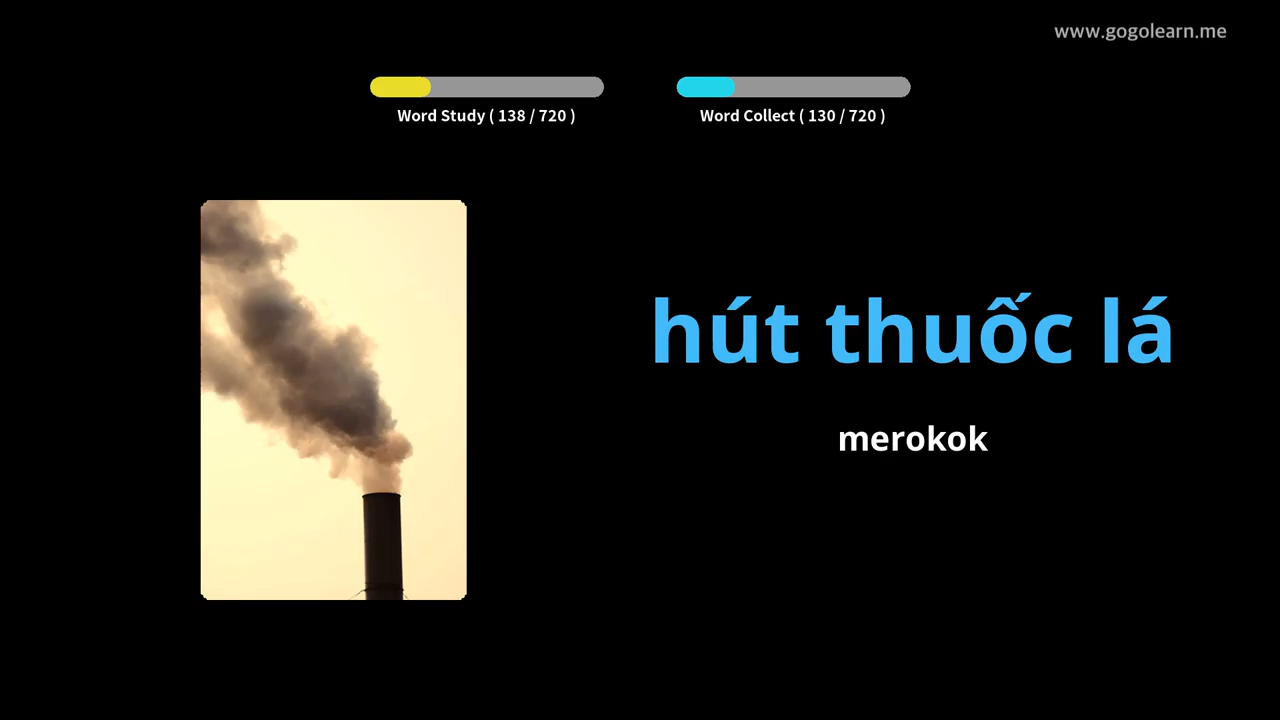 www.gogolearn.me
Word Study ( 138 / 720 )
Word Collect ( 130 / 720 )
hút thuốc lá
merokok